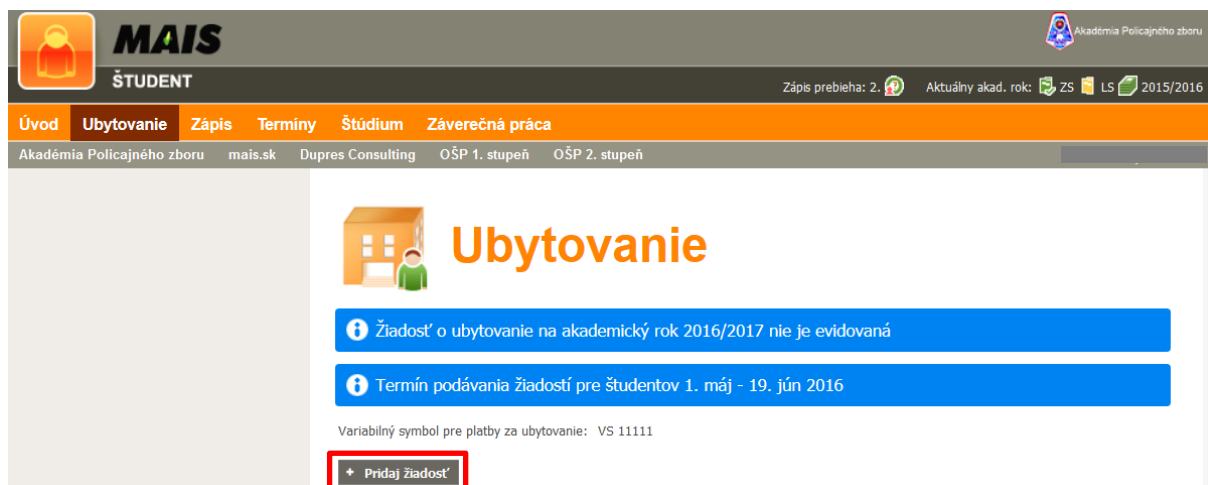 MAIS
Akadémia Policajného zboru
ŠTUDENT
Zápis prebieha: 2. Aktuálny akad. rok: ZS LS 2015/2016
Úvod Ubytovanie Zápis Termíny Štúdium Záverečná práca
Akadémia Policajného zboru mais.sk Dupres Consulting OŠP 1. stupeň OŠP 2. stupeň
Ubytovanie
Žiadosť o ubytovanie na akademický rok 2016/2017 nie je evidovaná
Termín podávania žiadostí pre študentov 1. máj - 19. jún 2016
Variabilný symbol pre platby za ubytovanie: VS 11111
+ Pridaj žiadosť